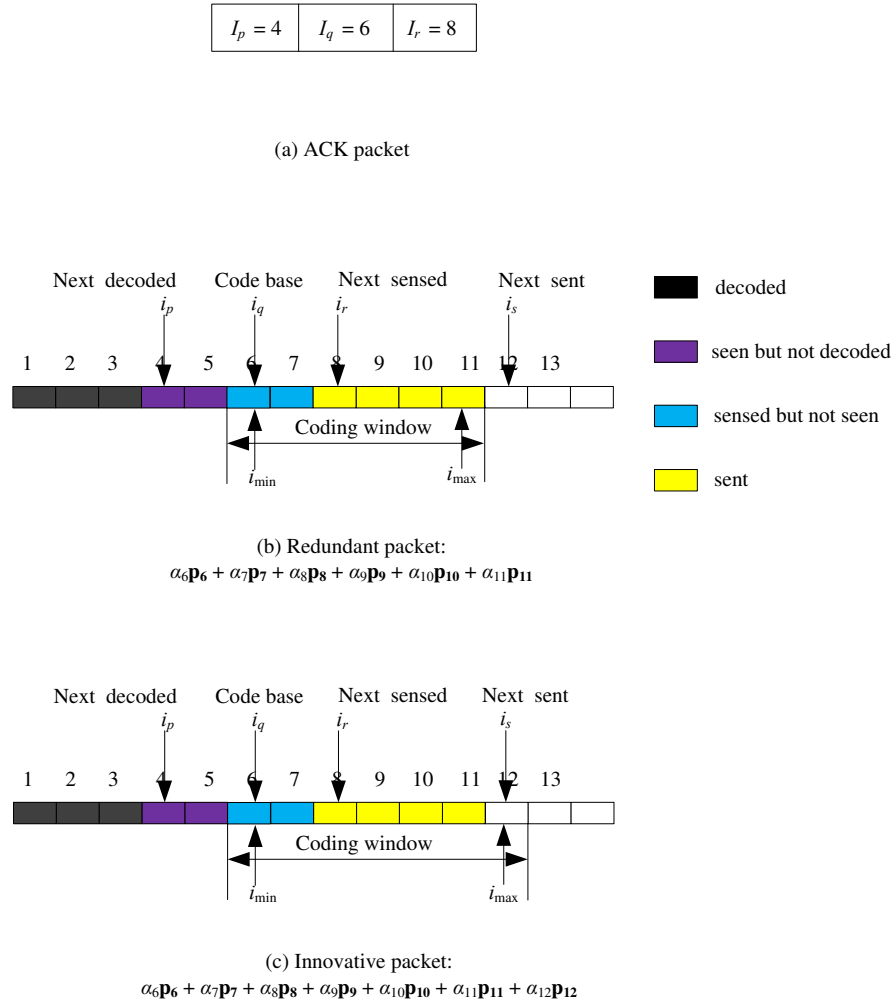 I_p = 4 I_q = 6 I_r = 8
(a) ACK packet
Next decoded Code base Next sensed Next sent
i_p i_q i_r i_s
1 2 3 4 5 6 7 8 9 10 11 12 13
Coding window
i_min i_max
decoded
seen but not decoded
sensed but not seen
sent
(b) Redundant packet:
α₆p₆ + α₇p₇ + α₈p₈ + α₉p₉ + α₁₀p₁₀ + α₁₁p₁₁
Next decoded Code base Next sensed Next sent
i_p i_q i_r i_s
1 2 3 4 5 6 7 8 9 10 11 12 13
Coding window
i_min i_max
(c) Innovative packet:
α₆p₆ + α₇p₇ + α₈p₈ + α₉p₉ + α₁₀p₁₀ + α₁₁p₁₁ + α₁₂p₁₂